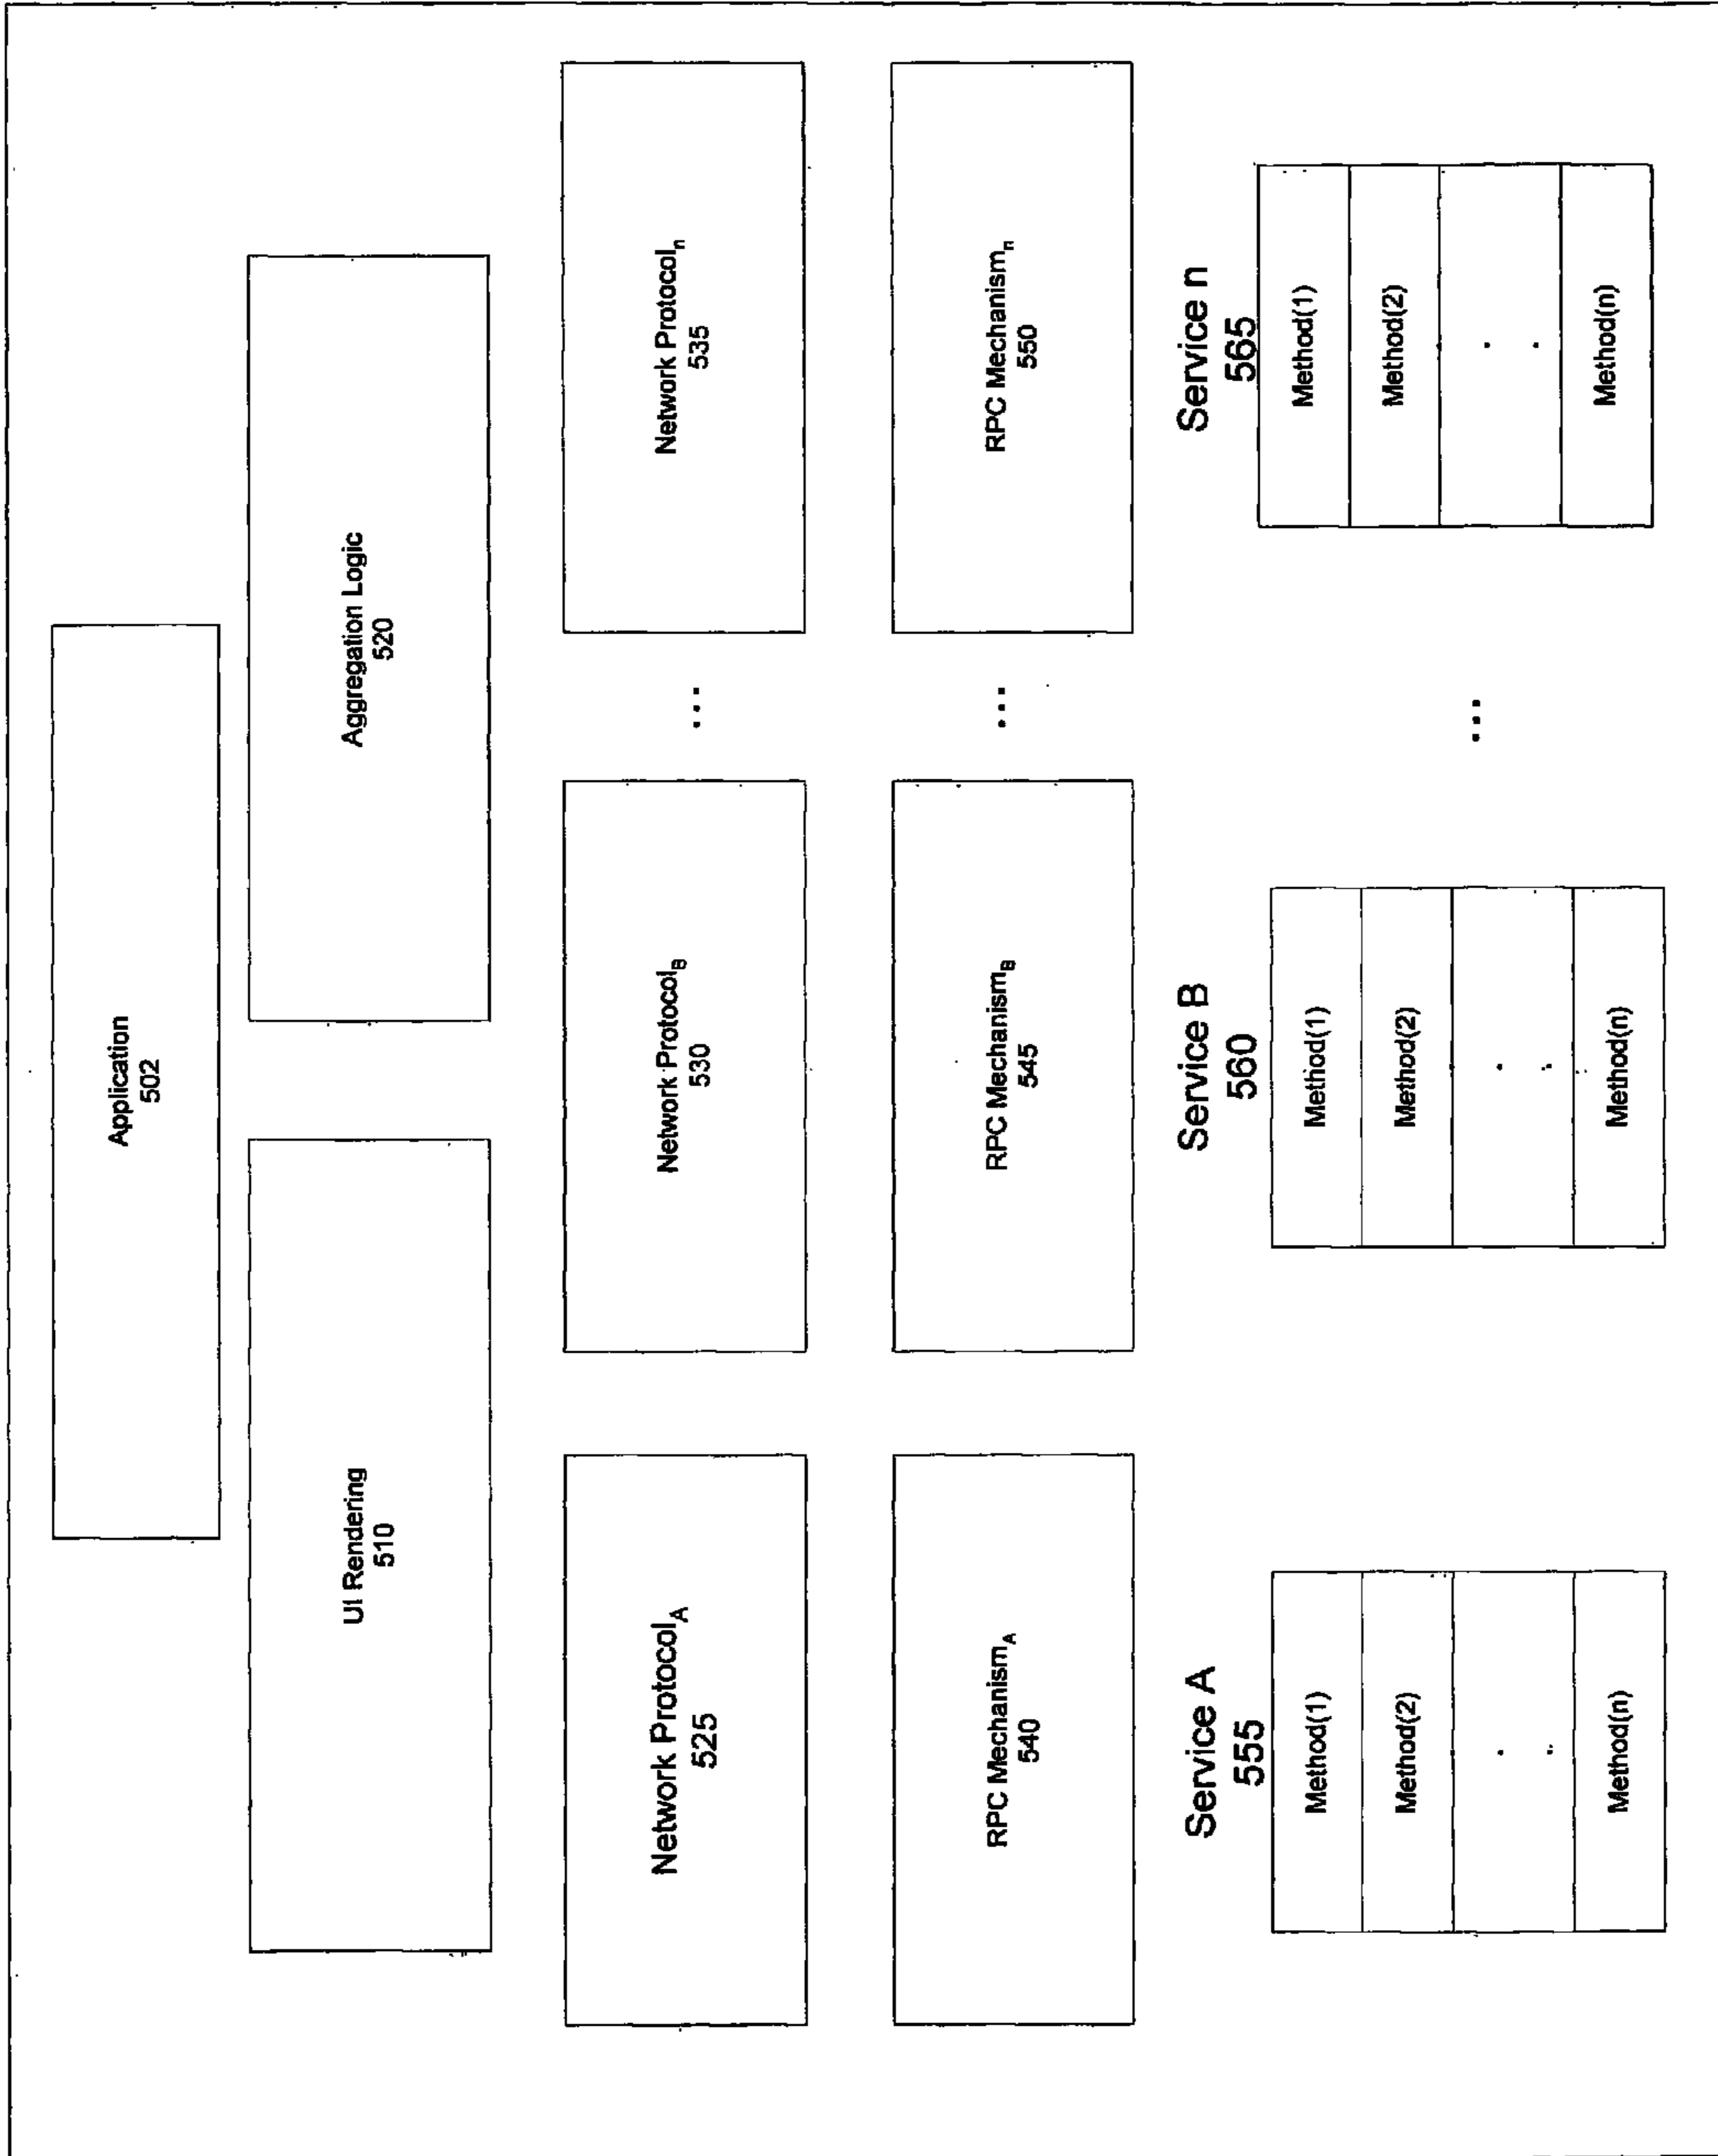 Application
502
UI Rendering
510
Aggregation Logic
520
Network Protocol_A
525
Network Protocol_B
530
...
Network Protocol_n
535
RPC Mechanism_A
540
RPC Mechanism_B
545
...
RPC Mechanism_n
550
Service A
555
Method(1)
Method(2)
. .
Method(n)
Service B
560
Method(1)
Method(2)
. .
Method(n)
...
Service n
565
Method(1)
Method(2)
. .
Method(n)